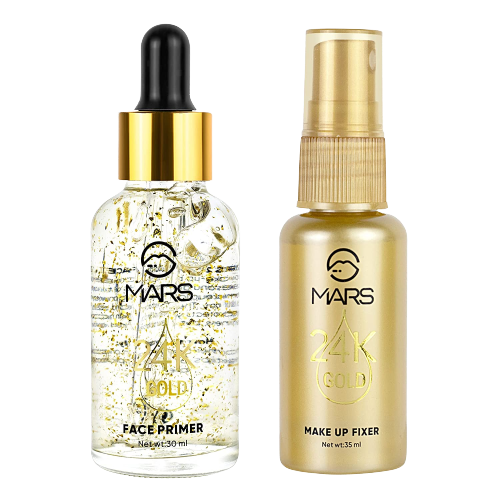 MARS
24K
GOLD
FACE PRIMER
Net wt:30 ml
MARS
24K
GOLD
MAKE UP FIXER
Net wt:35 ml